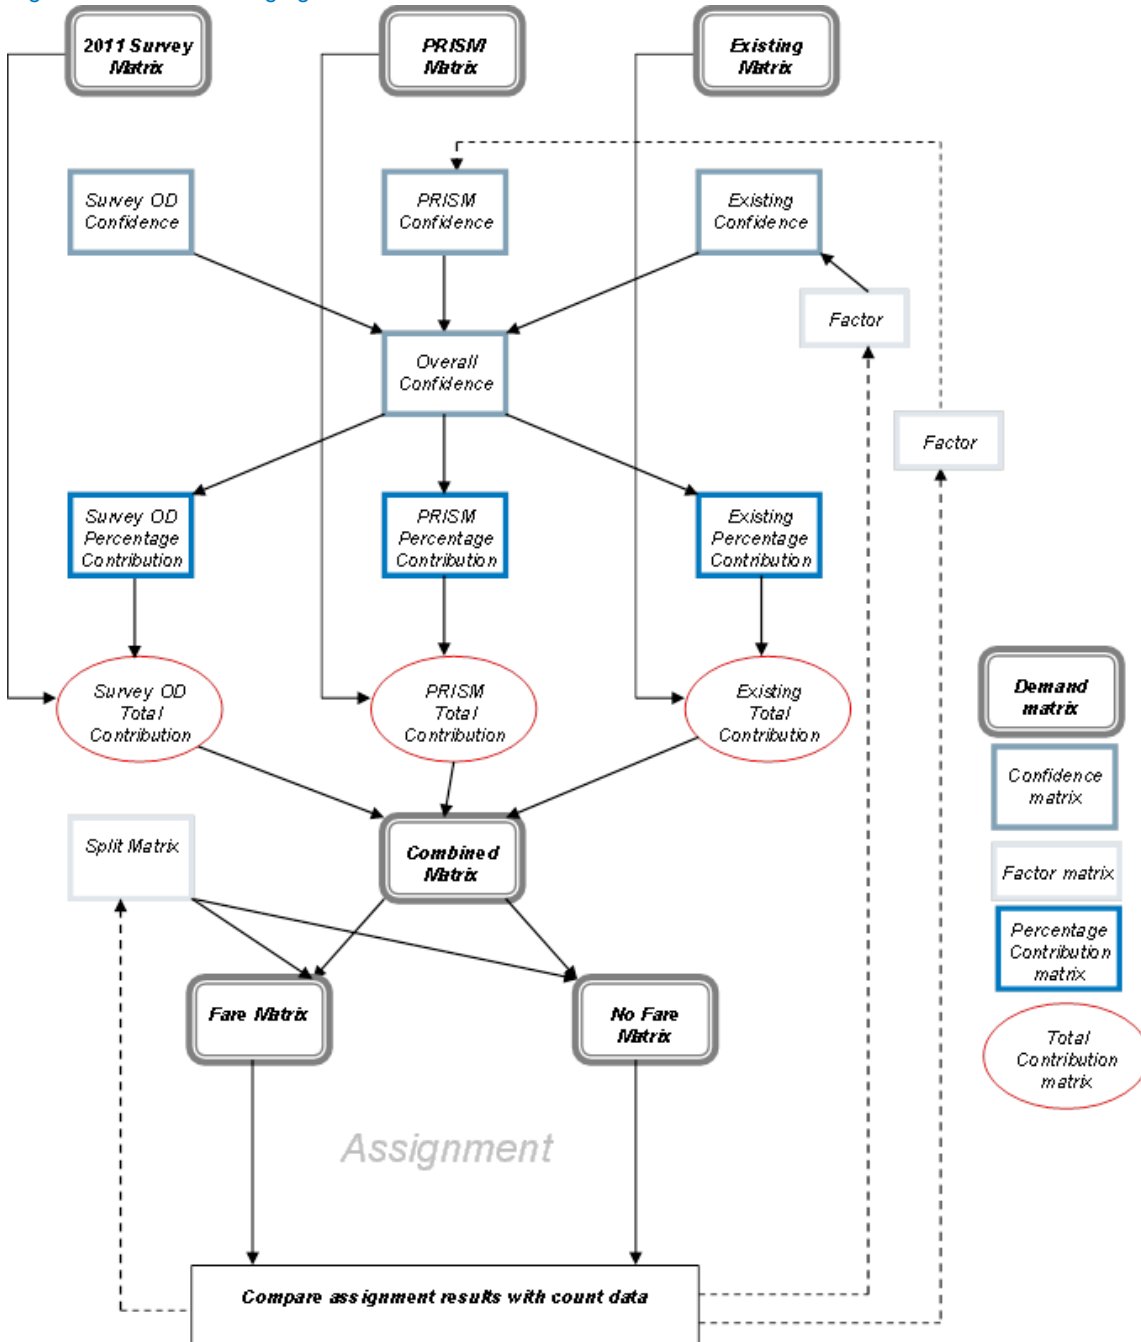 2011 Survey
Matrix
PRISM
Matrix
Existing
Matrix
Survey OD
Confidence
PRISM
Confidence
Existing
Confidence
Factor
Overall
Confidence
Factor
Survey OD
Percentage
Contribution
PRISM
Percentage
Contribution
Existing
Percentage
Contribution
Survey OD
Total
Contribution
PRISM
Total
Contribution
Existing
Total
Contribution
Demand
matrix
Confidence
matrix
Split Matrix
Combined
Matrix
Factor matrix
Percentage
Contribution
matrix
Fare Matrix
No Fare
Matrix
Total
Contribution
matrix
Assignment
Compare assignment results with count data